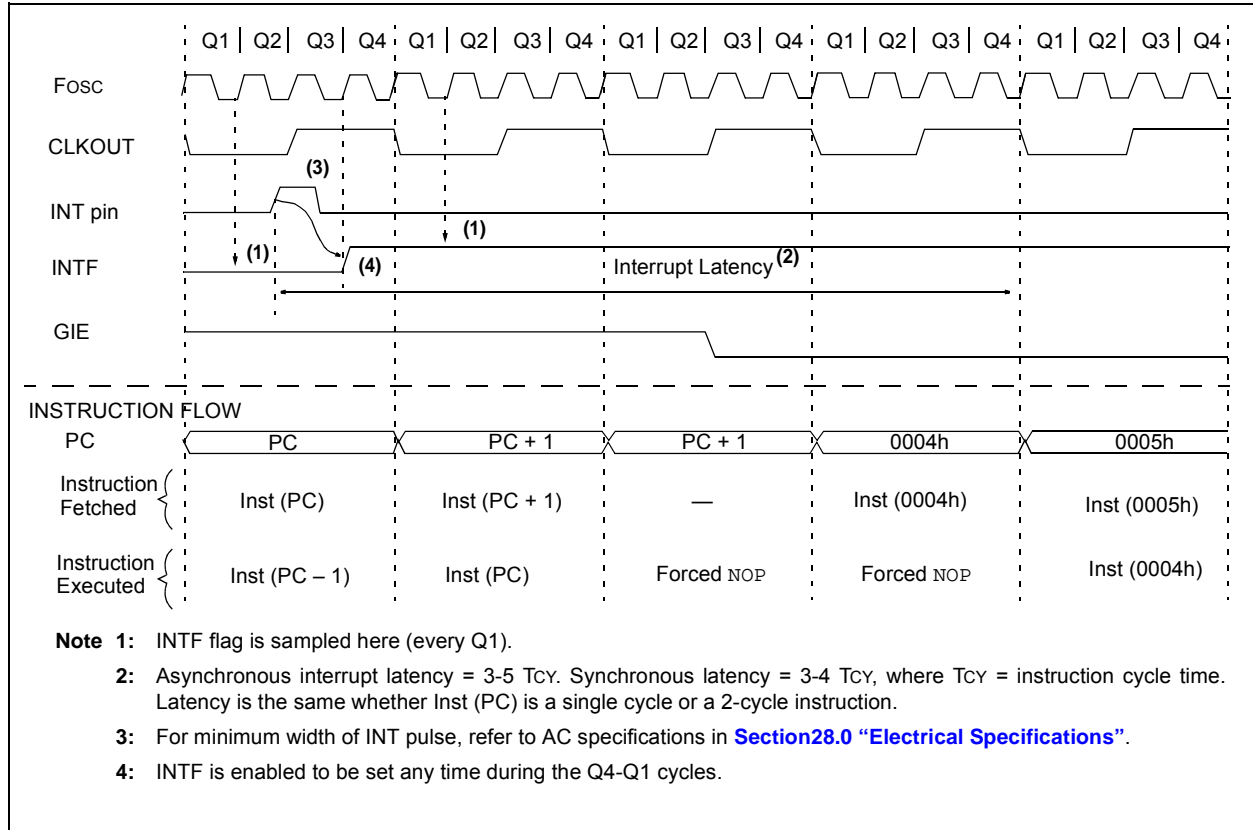 Q1 | Q2 | Q3 | Q4 Q1 | Q2 | Q3 | Q4 Q1 | Q2 | Q3 | Q4 Q1 | Q2 | Q3 | Q4 Q1 | Q2 | Q3 | Q4
FOSC
CLKOUT
(3)
INT pin
(1)
(1)
INTF
(4)
Interrupt Latency(2)
GIE
INSTRUCTION FLOW
PC
PC
PC + 1
PC + 1
0004h
0005h
Instruction
Fetched
Inst (PC)
Inst (PC + 1)
—
Inst (0004h)
Inst (0005h)
Instruction
Executed
Inst (PC – 1)
Inst (PC)
Forced NOP
Forced NOP
Inst (0004h)
Note 1: INTF flag is sampled here (every Q1).
2: Asynchronous interrupt latency = 3-5 TCY. Synchronous latency = 3-4 TCY, where TCY = instruction cycle time.
Latency is the same whether Inst (PC) is a single cycle or a 2-cycle instruction.
3: For minimum width of INT pulse, refer to AC specifications in Section28.0 “Electrical Specifications”.
4: INTF is enabled to be set any time during the Q4-Q1 cycles.